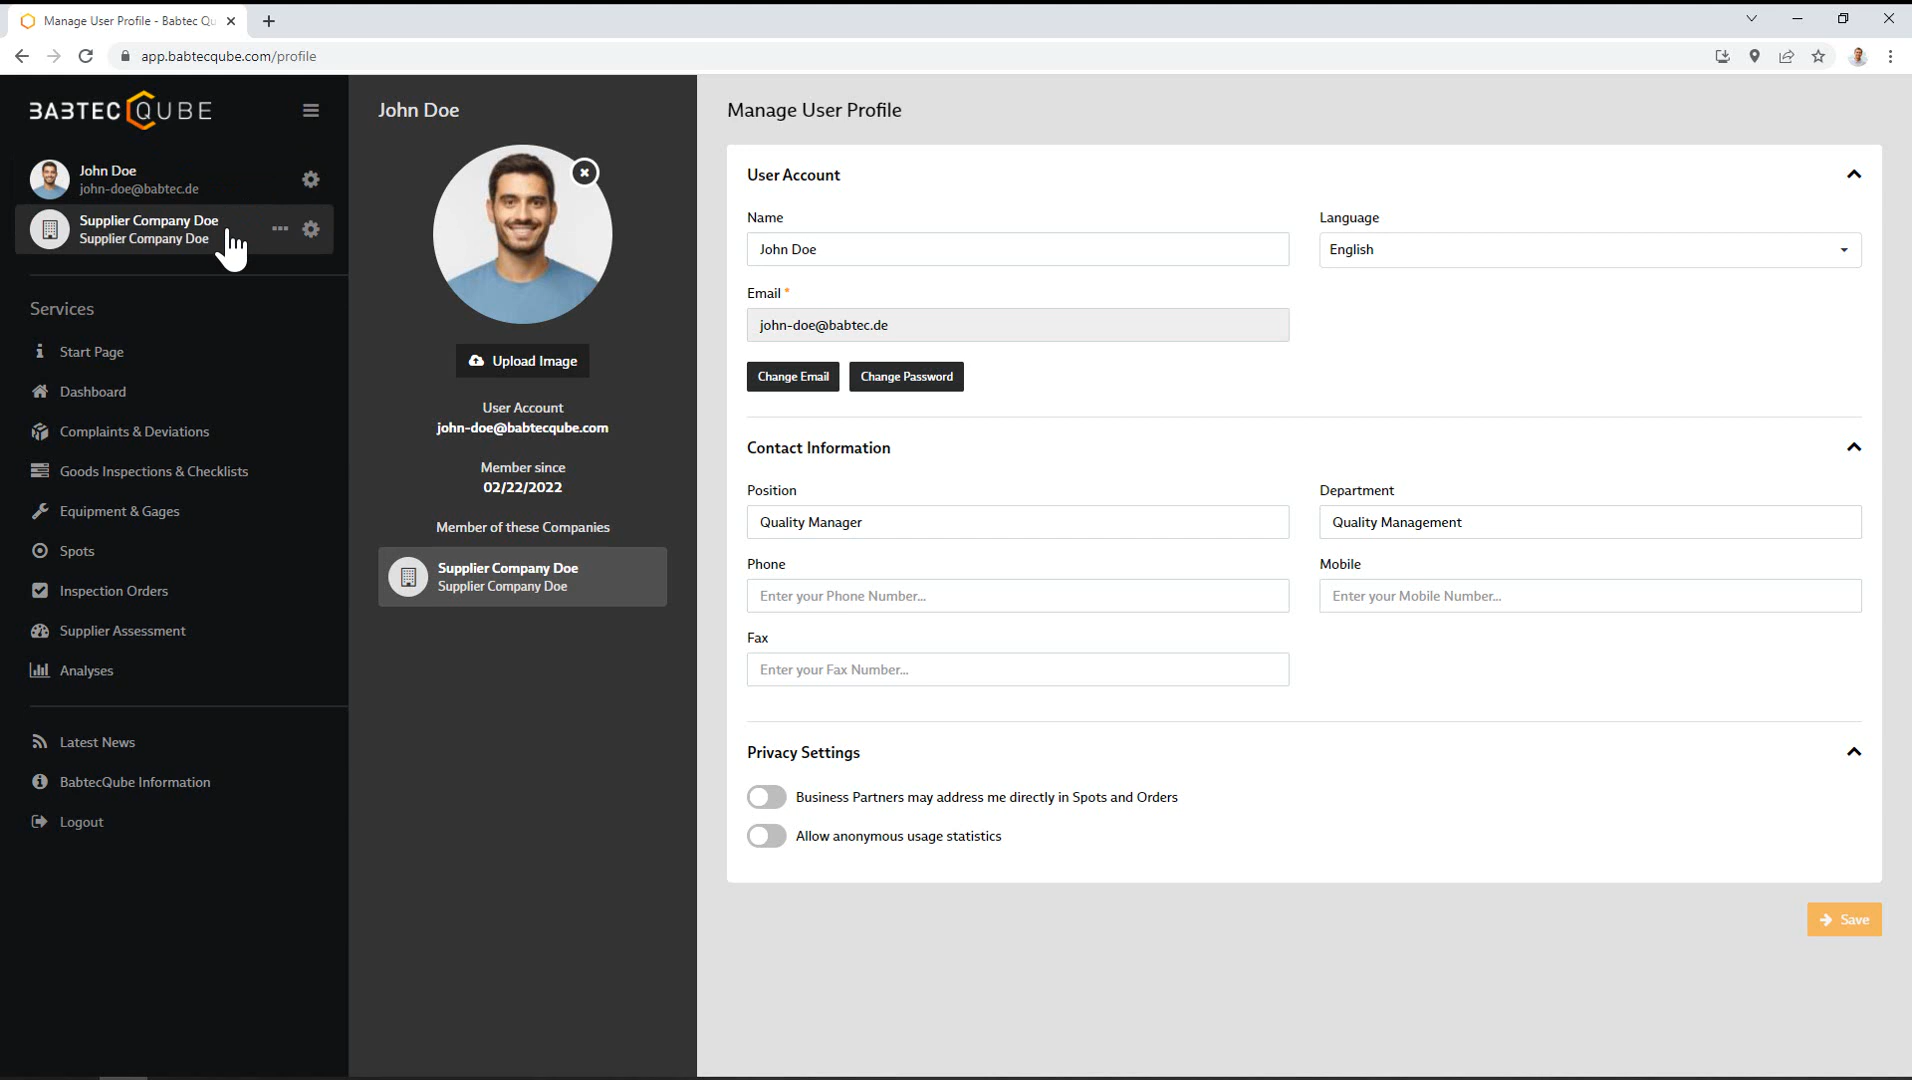 Manage User Profile - Babtec Qu
app.babtecqube.com/profile
BABTEC QUBE
John Doe
john-doe@babtec.de
Supplier Company Doe
Supplier Company Doe
Services
Start Page
Dashboard
Complaints & Deviations
Goods Inspections & Checklists
Equipment & Gages
Spots
Inspection Orders
Supplier Assessment
Analyses
Latest News
BabtecQube Information
Logout
John Doe
Upload Image
User Account
john-doe@babtecqube.com
Member since
02/22/2022
Member of these Companies
Supplier Company Doe
Supplier Company Doe
Manage User Profile
User Account
Name
Language
John Doe
English
Email *
john-doe@babtec.de
Change Email
Change Password
Contact Information
Position
Department
Quality Manager
Quality Management
Phone
Mobile
Enter your Phone Number...
Enter your Mobile Number...
Fax
Enter your Fax Number...
Privacy Settings
Business Partners may address me directly in Spots and Orders
Allow anonymous usage statistics
Save